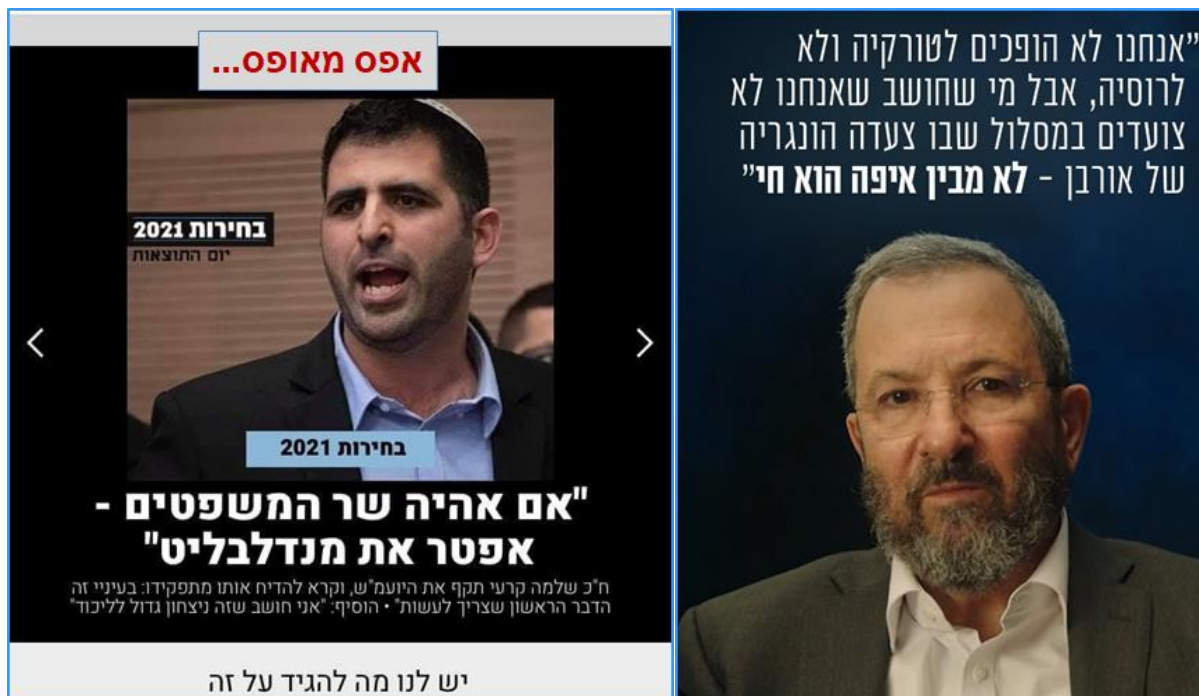 אפס מאופס...
בחירות 2021
יום התוצאות
בחירות 2021
"אם אהיה שר המשפטים -
אפטר את מנדלבליט"
ח"כ שלמה קרעי תקף את היועמ"ש, וקרא להדיח אותו מתפקידו: בעיניי זה
הדבר הראשון שצריך לעשות" • הוסיף: "אני חושב שזה ניצחון גדול לליכוד"
יש לנו מה להגיד על זה
"אנחנו לא הופכים לטורקיה ולא
לרוסיה, אבל מי שחושב שאנחנו לא
צועדים במסלול שבו צעדה הונגריה
של אורבן - לא מבין איפה הוא חי"